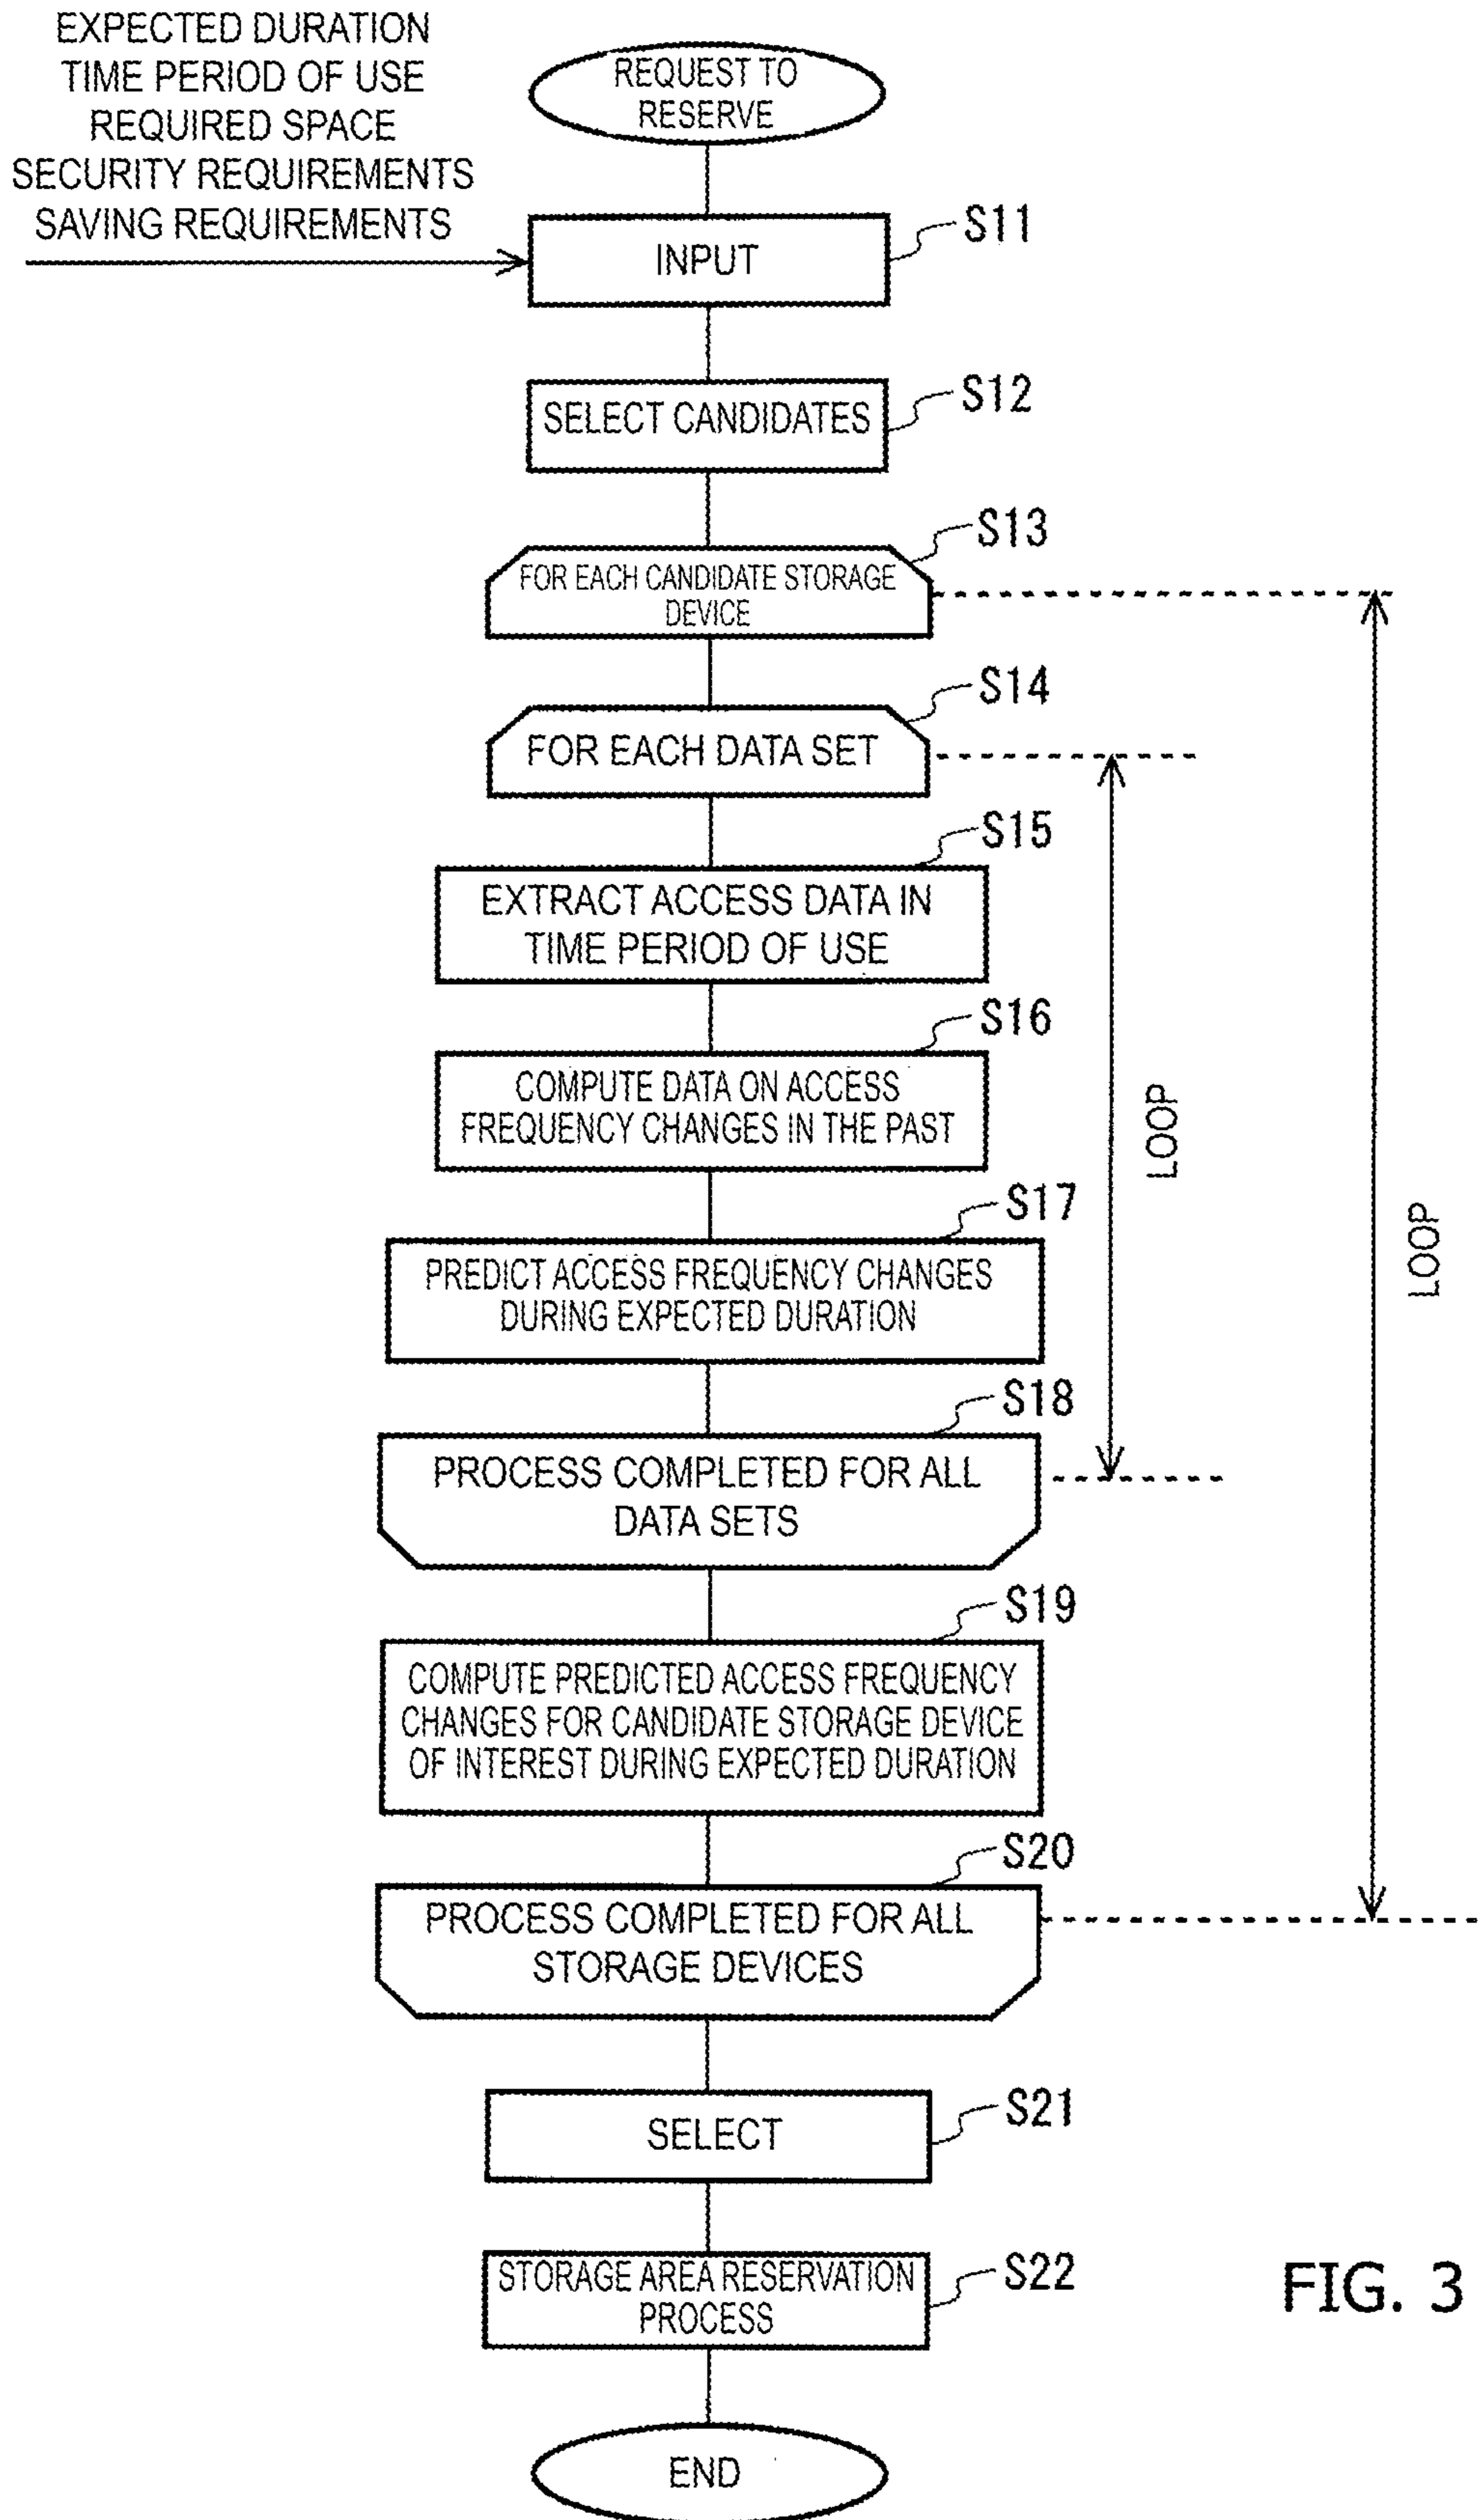 EXPECTED DURATION
TIME PERIOD OF USE
REQUIRED SPACE
SECURITY REQUIREMENTS
SAVING REQUIREMENTS
REQUEST TO
RESERVE
S11
INPUT
S12
SELECT CANDIDATES
S13
FOR EACH CANDIDATE STORAGE
DEVICE
S14
FOR EACH DATA SET
S15
EXTRACT ACCESS DATA IN
TIME PERIOD OF USE
S16
COMPUTE DATA ON ACCESS
FREQUENCY CHANGES IN THE PAST
LOOP
S17
PREDICT ACCESS FREQUENCY CHANGES
DURING EXPECTED DURATION
LOOP
S18
PROCESS COMPLETED FOR ALL
DATA SETS
S19
COMPUTE PREDICTED ACCESS FREQUENCY
CHANGES FOR CANDIDATE STORAGE DEVICE
OF INTEREST DURING EXPECTED DURATION
S20
PROCESS COMPLETED FOR ALL
STORAGE DEVICES
S21
SELECT
S22
STORAGE AREA RESERVATION
PROCESS
FIG. 3
END